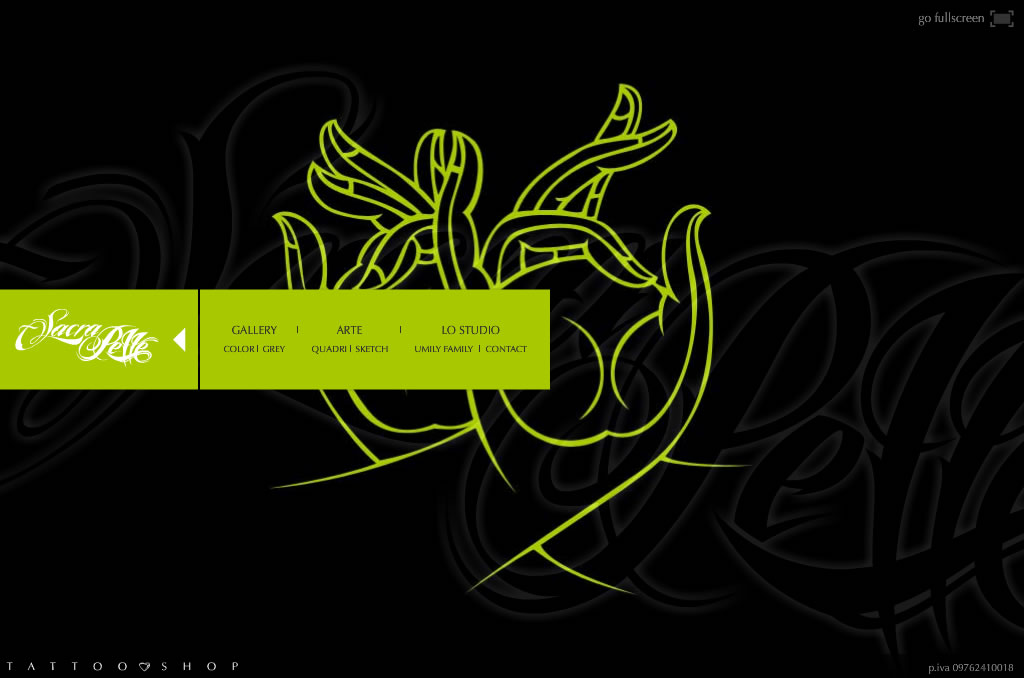 go fullscreen
Sacra Pelle
GALLERY | ARTE | LO STUDIO
COLOR | GREY QUADRI | SKETCH UMILY FAMILY | CONTACT
TATTOO SHOP
p.iva 09762410018